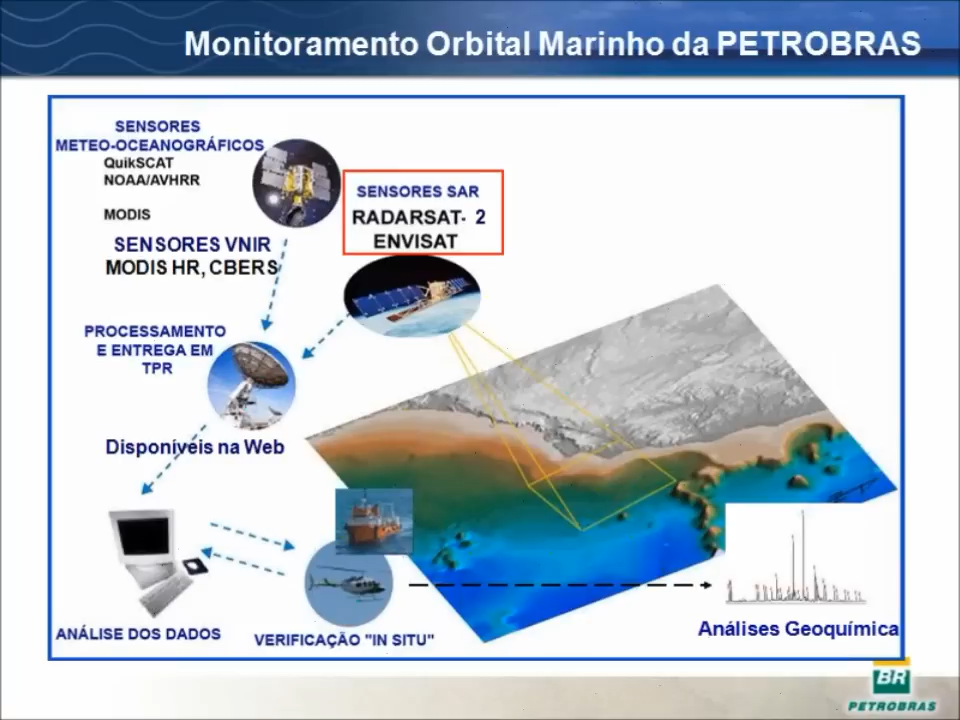 Monitoramento Orbital Marinho da PETROBRAS
SENSORES
METEO-OCEANOGRÁFICOS
QuikSCAT
NOAA/AVHRR
MODIS
SENSORES VNIR
MODIS HR, CBERS
SENSORES SAR
RADARSAT- 2
ENVISAT
PROCESSAMENTO
E ENTREGA EM
TPR
Disponíveis na Web
ANÁLISE DOS DADOS
VERIFICAÇÃO "IN SITU"
Análises Geoquímica
BR
PETROBRAS